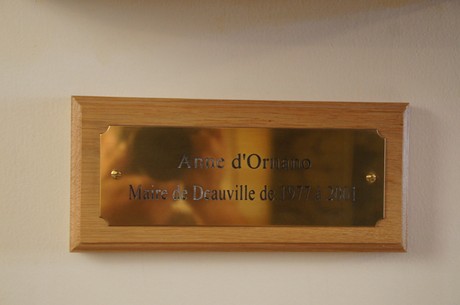 Anne d'Ornano
Maire de Deauville de 1977 à 2001